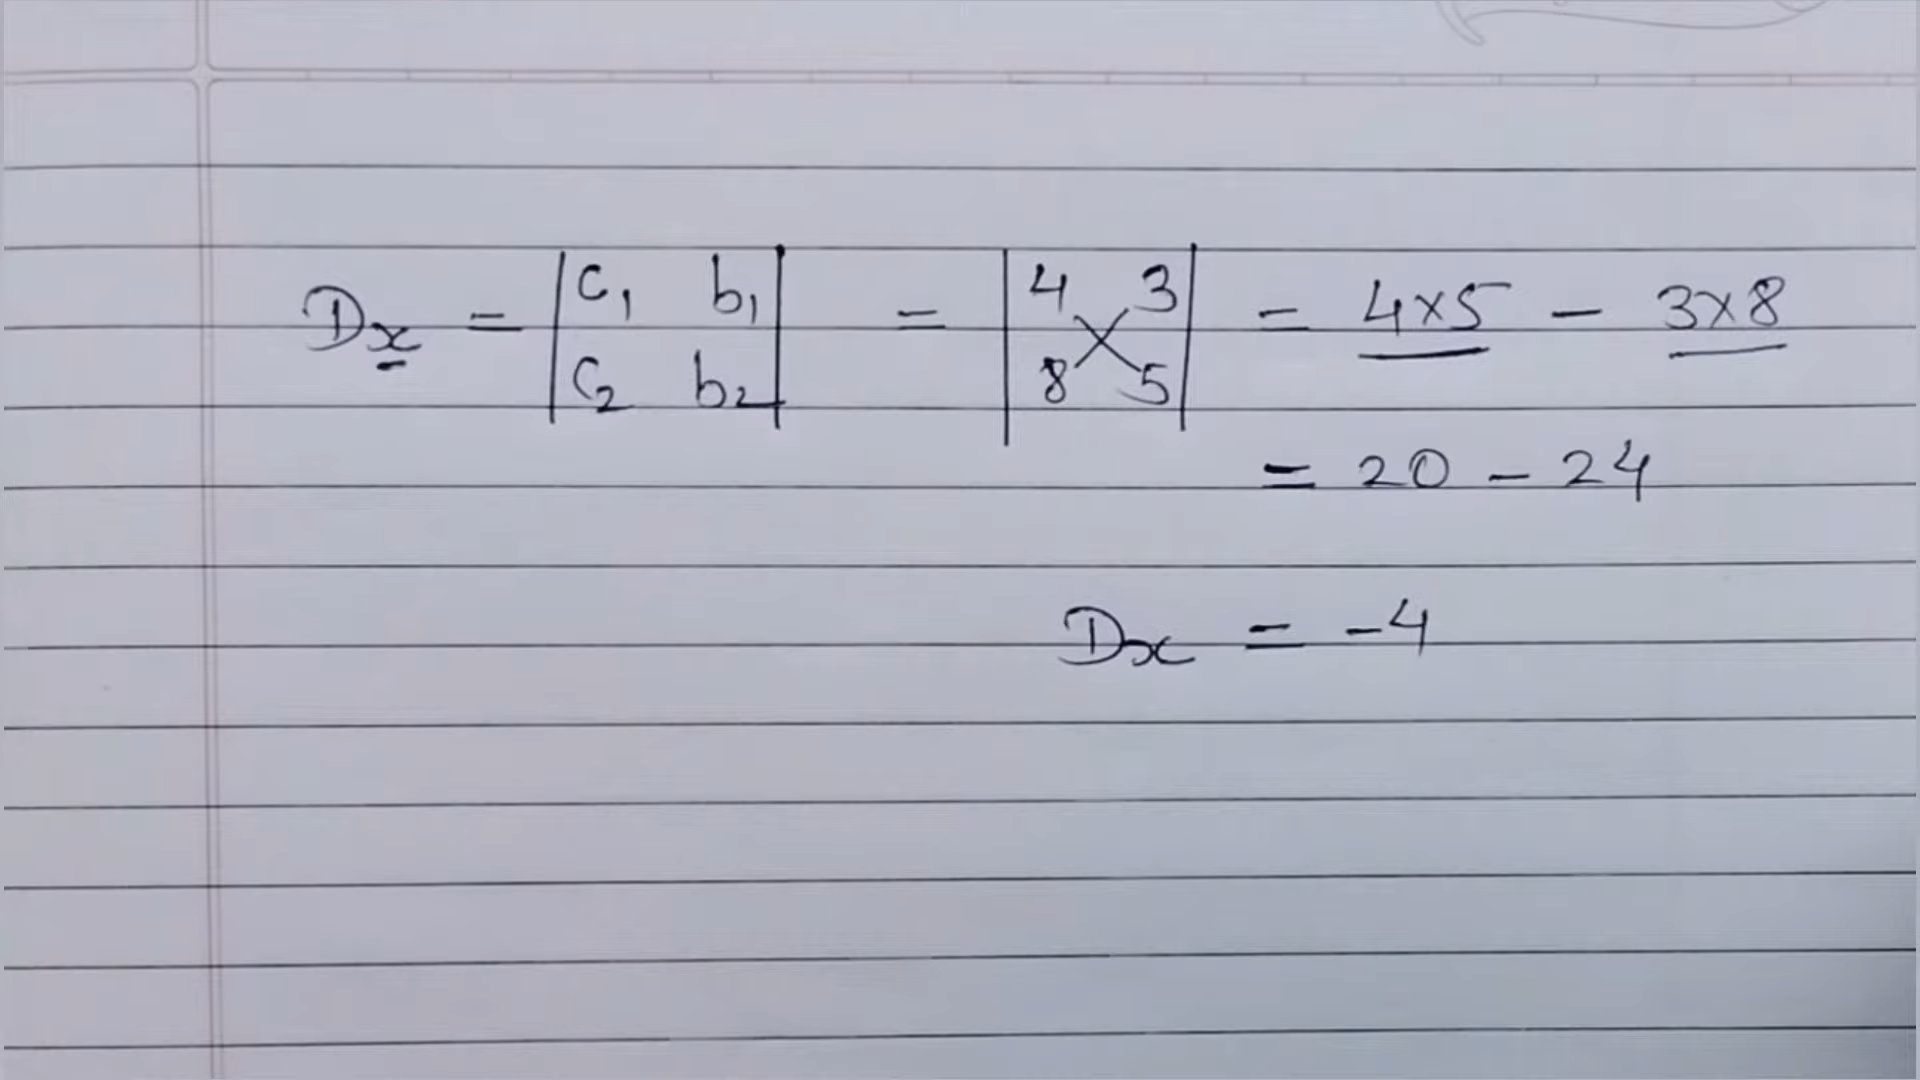 Dx = | c₁ b₁ | = | 4 3 | = 4×5 − 3×8
| c₂ b₂ | | 8 5 |
= 20 − 24
Dx = −4